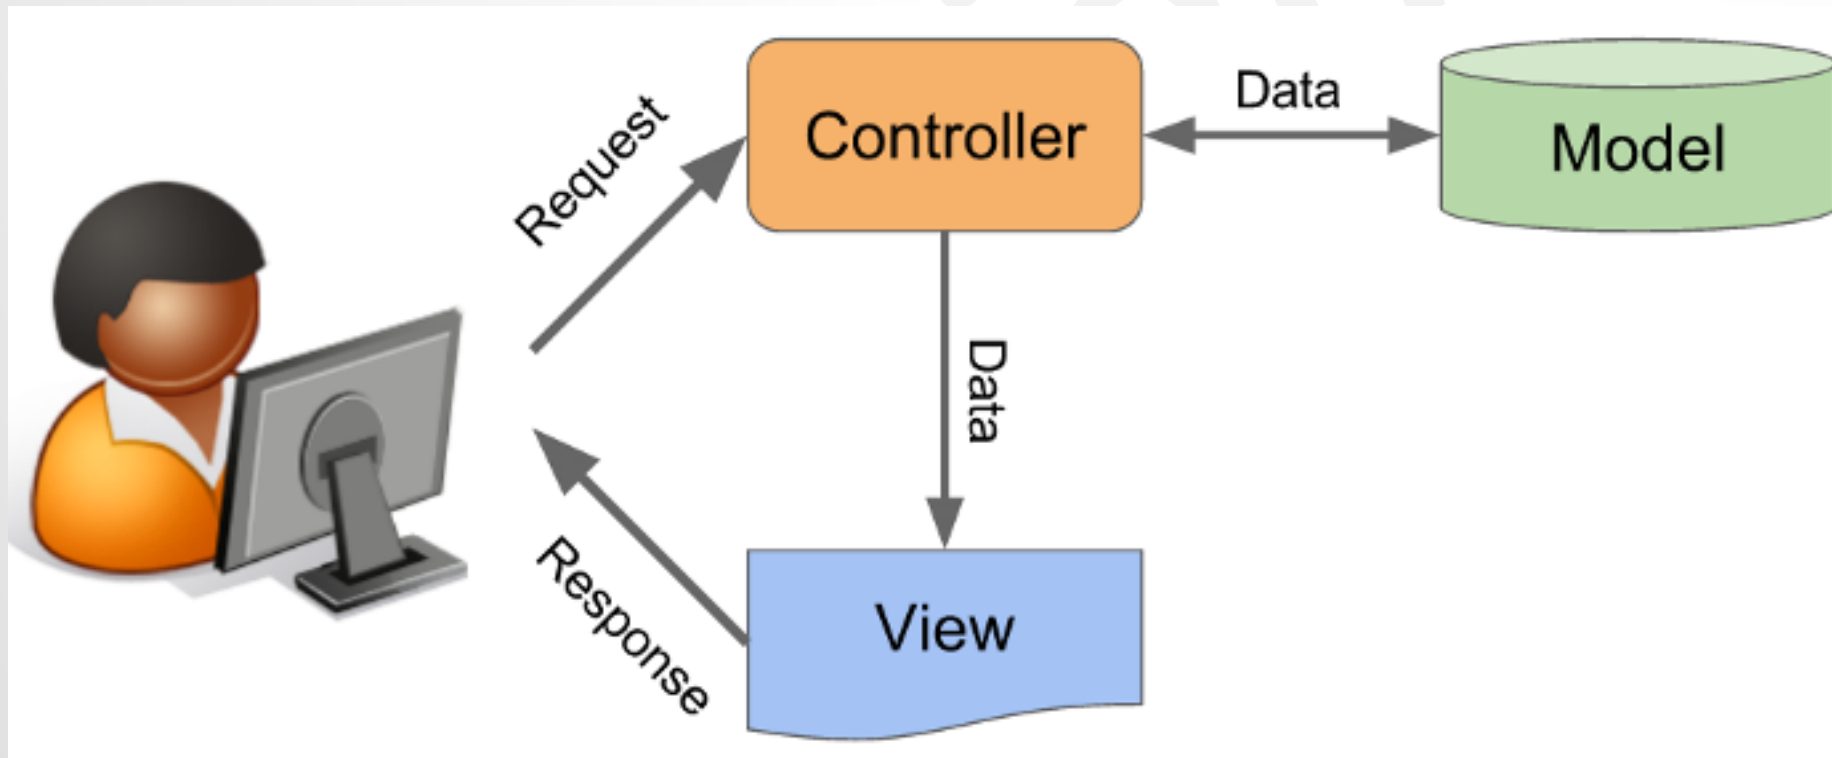 Request
Controller
Data
Model
Data
Response
View